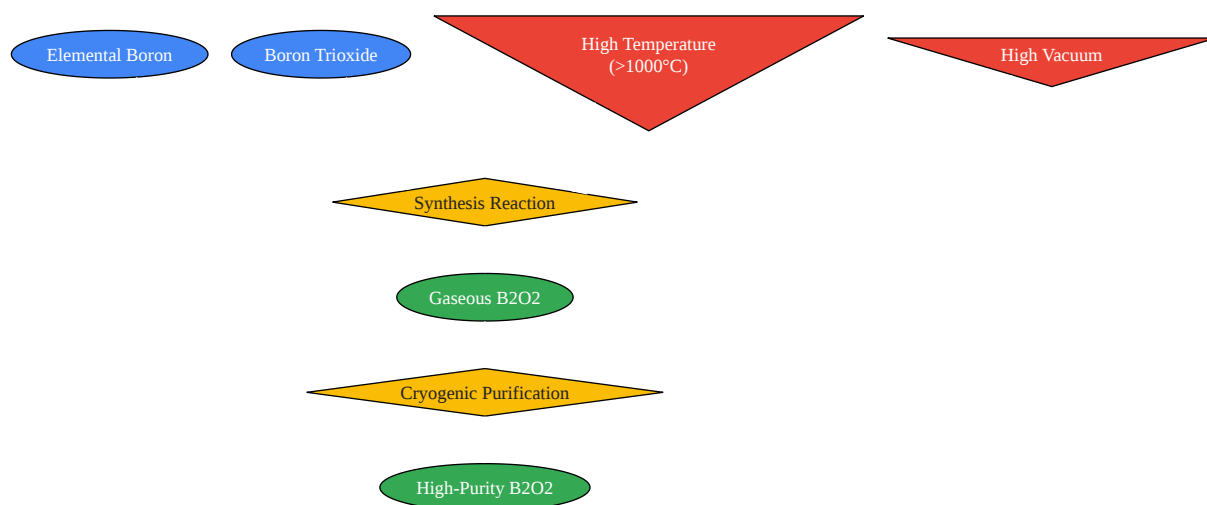 Elemental Boron
Boron Trioxide
High Temperature
(>1000°C)
High Vacuum
Synthesis Reaction
Gaseous B2O2
Cryogenic Purification
High-Purity B2O2